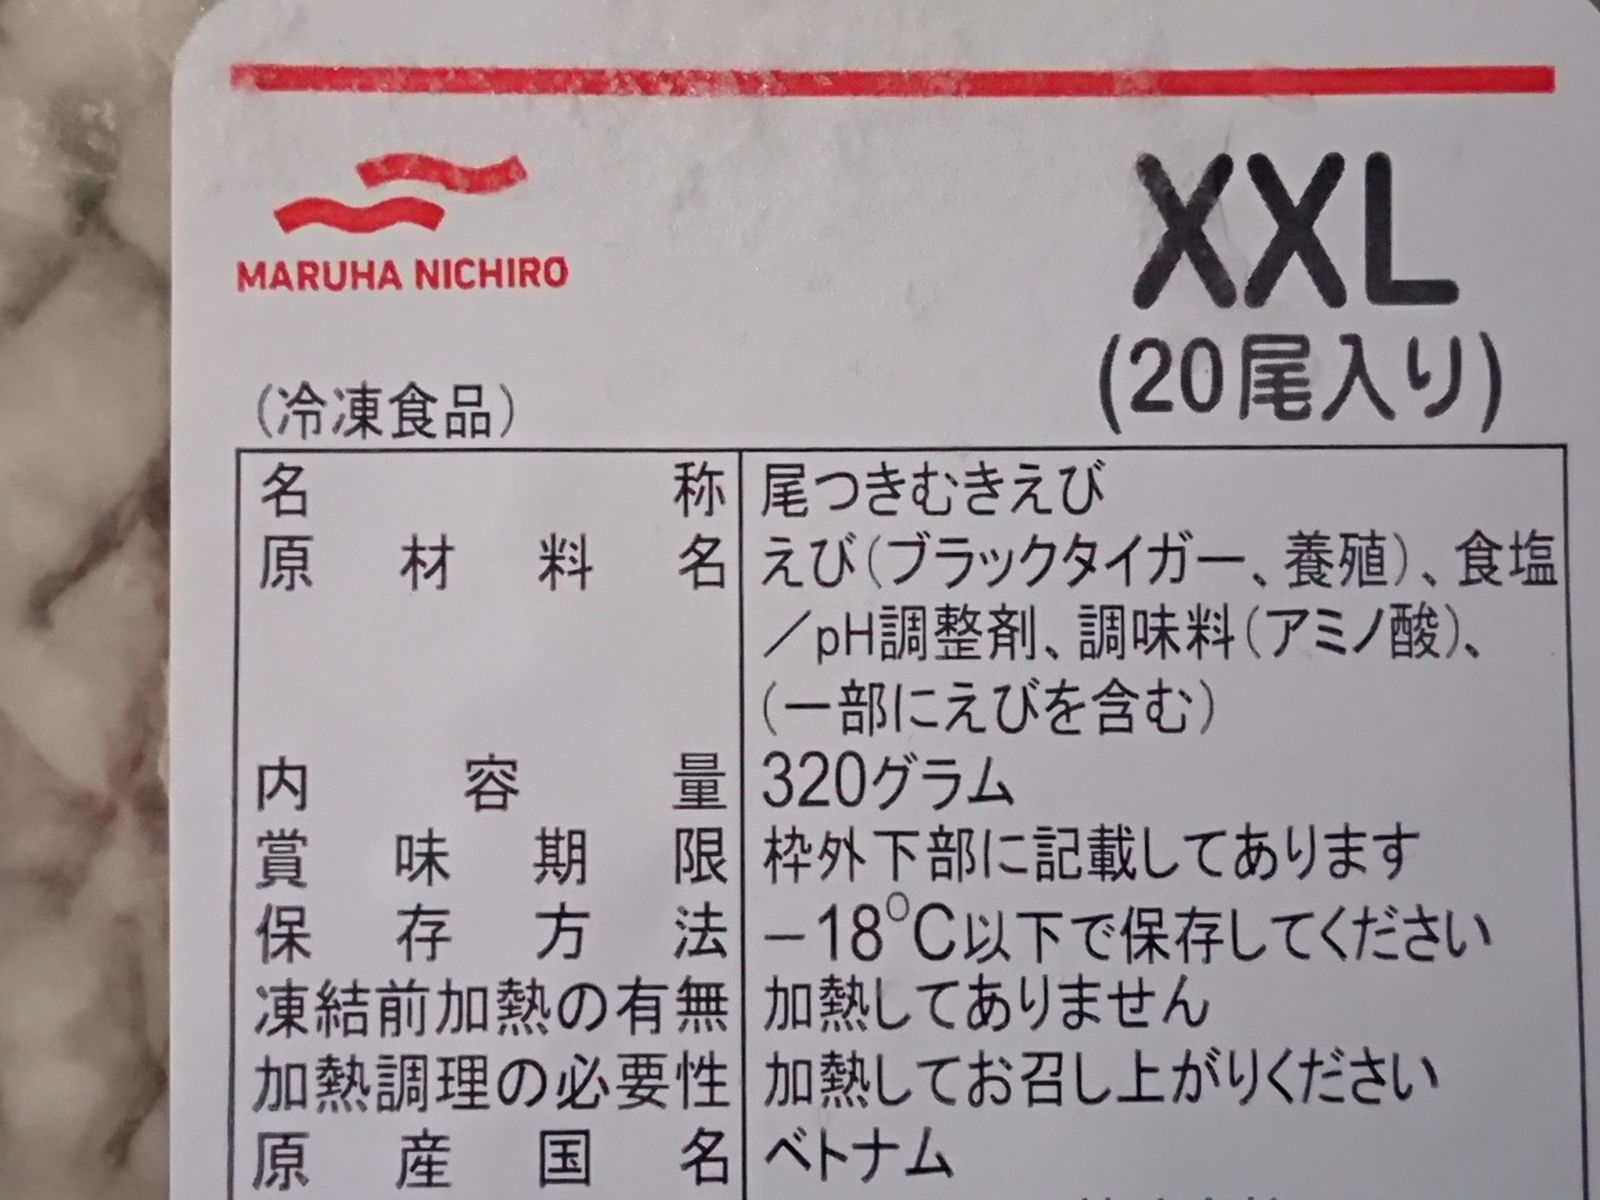 MARUHA NICHIRO
XXL
(20尾入り)
(冷凍食品)
名称 尾つきむきえび
原材料名 えび(ブラックタイガー、養殖)、食塩
/pH調整剤、調味料(アミノ酸)、
(一部にえびを含む)
内容量 320グラム
賞味期限 枠外下部に記載してあります
保存方法 -18℃以下で保存してください
凍結前加熱の有無 加熱してありません
加熱調理の必要性 加熱してお召し上がりください
原産国名 ベトナム